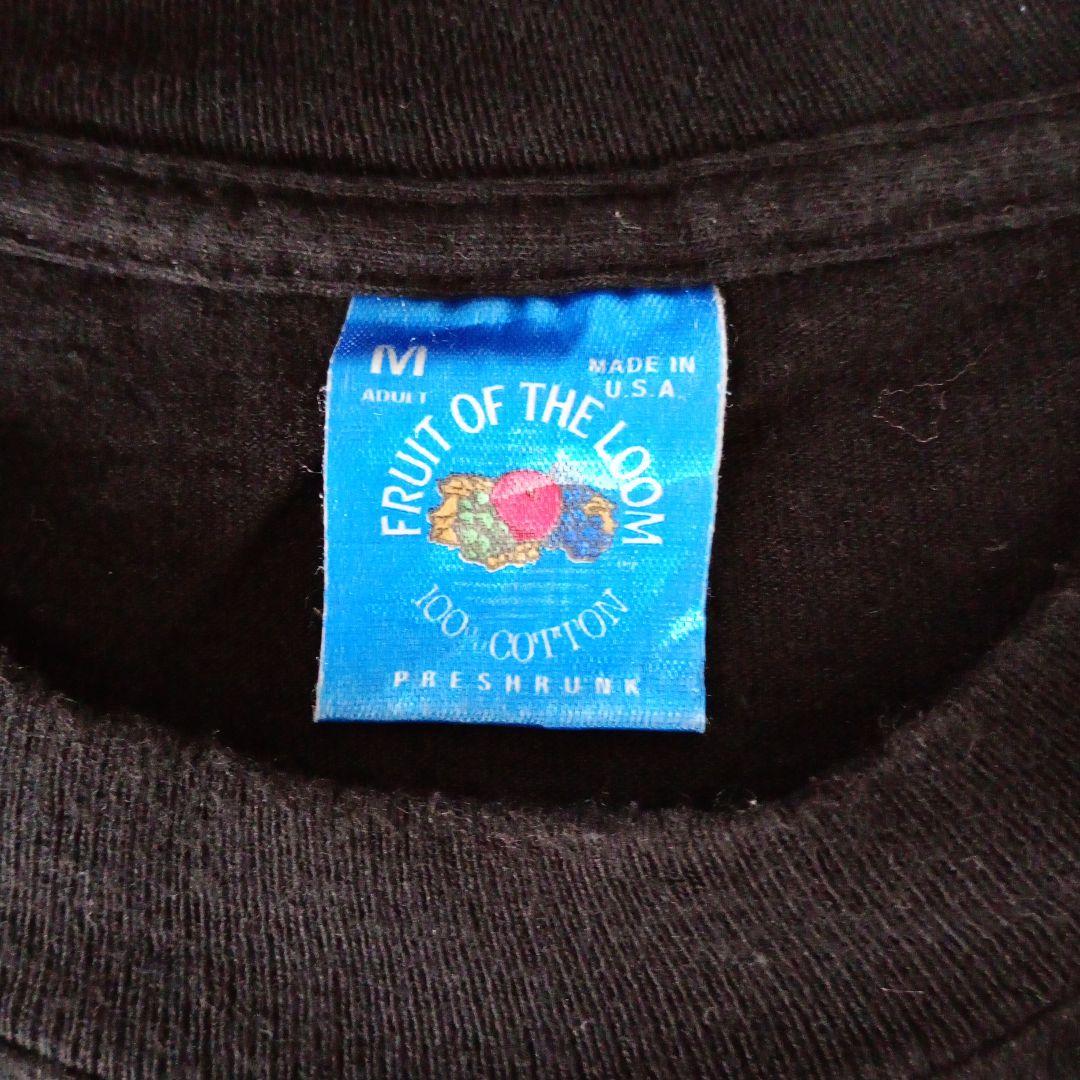 M
ADULT
MADE IN
U.S.A.
FRUIT OF THE LOOM
100% COTTON
PRESHRUNK